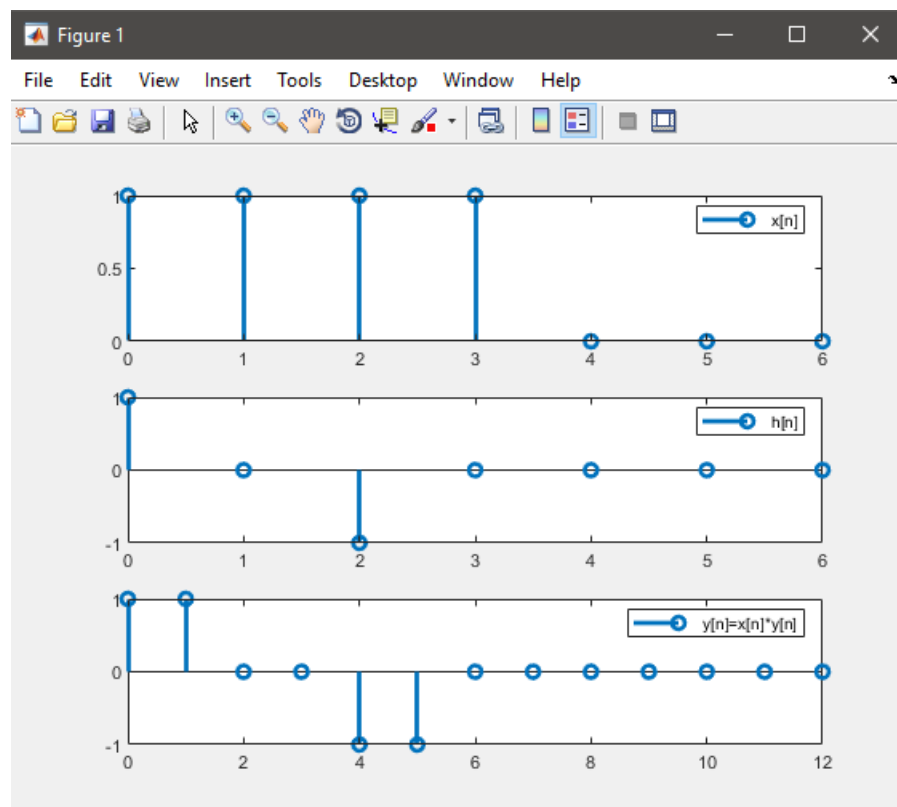 Figure 1
File Edit View Insert Tools Desktop Window Help
1
x[n]
0.5
0
0 1 2 3 4 5 6
1
h[n]
0
-1
0 1 2 3 4 5 6
1
y[n]=x[n]*y[n]
0
-1
0 2 4 6 8 10 12